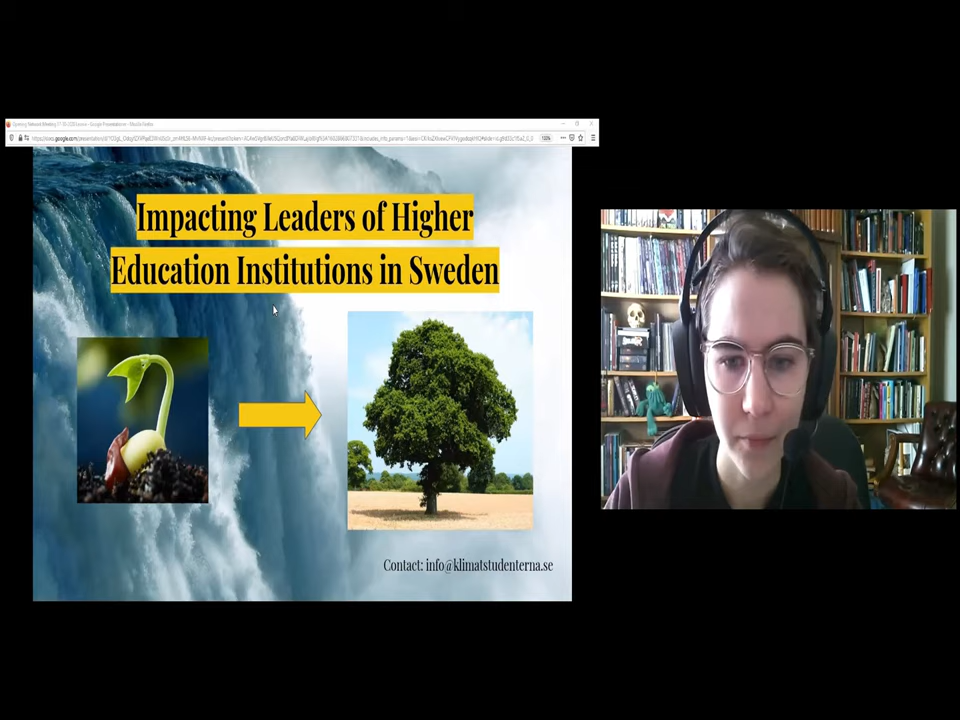 Impacting Leaders of Higher
Education Institutions in Sweden
Contact: info@klimatstudenterna.se